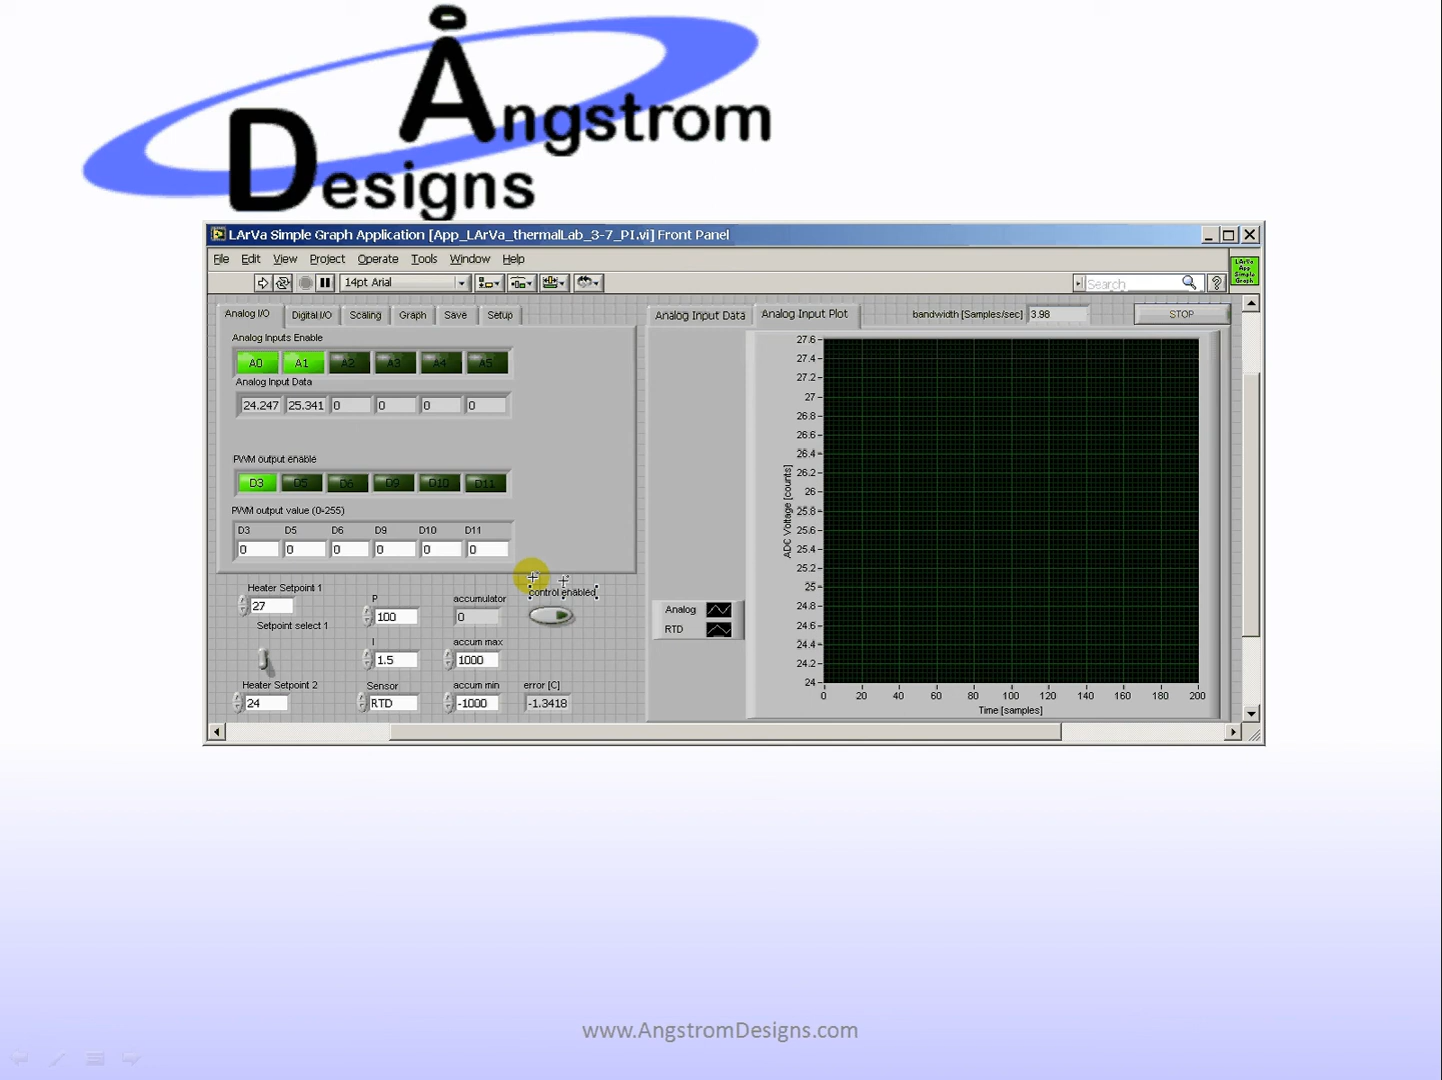 Ångstrom
Designs
LArVa Simple Graph Application [App_LArVa_thermalLab_3-7_PI.vi] Front Panel
File Edit View Project Operate Tools Window Help
14pt Arial
Search
?
LArVa
App
Simple
Graph
Analog I/O Digital I/O Scaling Graph Save Setup
Analog Input Data Analog Input Plot bandwidth [Samples/sec] 3.98 STOP
Analog Inputs Enable
A0 A1 A2 A3 A4 A5
Analog Input Data
24.247 25.341 0 0 0 0
PWM output enable
D3 D5 D6 D9 D10 D11
PWM output value (0-255)
D3 D5 D6 D9 D10 D11
0 0 0 0 0 0
Heater Setpoint 1
27
Setpoint select 1
Heater Setpoint 2
24
P
100
I
1.5
Sensor
RTD
accumulator
0
accum max
1000
accum min
-1000
control enabled
error [C]
-1.3418
Analog
RTD
ADC Voltage [counts]
27.6
27.4
27.2
27
26.8
26.6
26.4
26.2
26
25.8
25.6
25.4
25.2
25
24.8
24.6
24.4
24.2
24
0 20 40 60 80 100 120 140 160 180 200
Time [samples]
www.AngstromDesigns.com